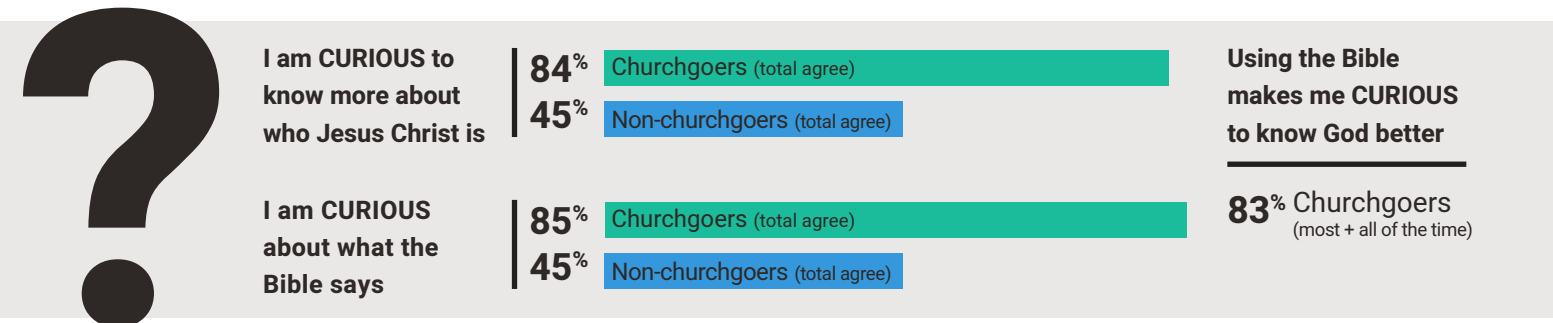 ?
I am CURIOUS to
know more about
who Jesus Christ is
84% Churchgoers (total agree)
45% Non-churchgoers (total agree)
I am CURIOUS
about what the
Bible says
85% Churchgoers (total agree)
45% Non-churchgoers (total agree)
Using the Bible
makes me CURIOUS
to know God better
83% Churchgoers
(most + all of the time)